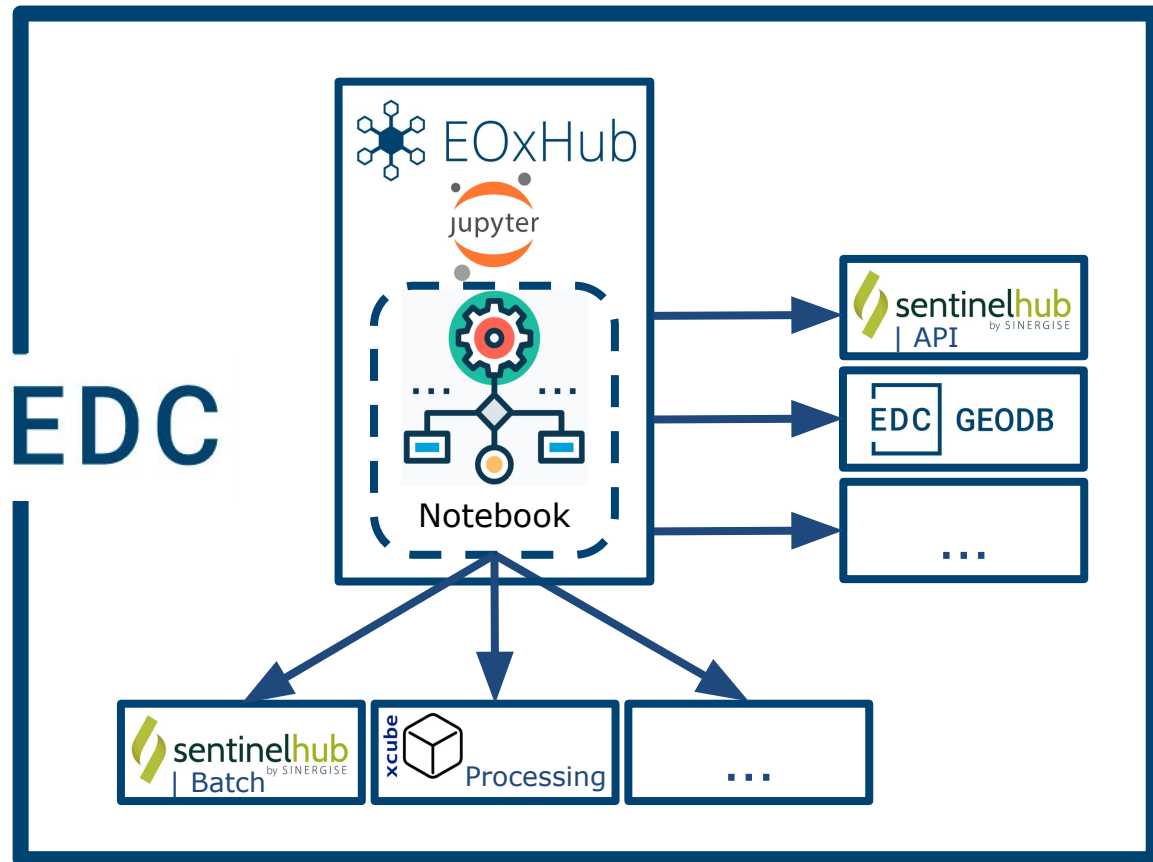 EOxHub
jupyter
...
...
Notebook
EDC
sentinelhub
by SINERGISE
| API
EDC GEODB
...
sentinelhub
by SINERGISE
| Batch
xcube
Processing
...